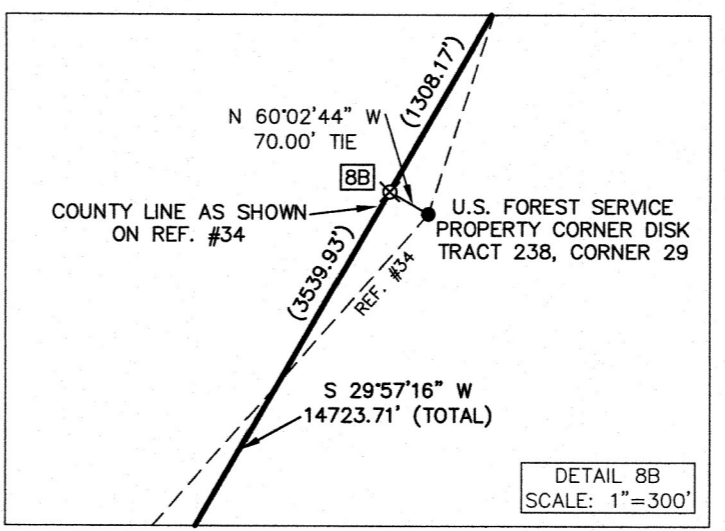 (1308.17')
N 60°02'44" W
70.00' TIE
8B
COUNTY LINE AS SHOWN
ON REF. #34
U.S. FOREST SERVICE
PROPERTY CORNER DISK
TRACT 238, CORNER 29
(3539.93')
REF. #34
S 29°57'16" W
14723.71' (TOTAL)
DETAIL 8B
SCALE: 1"=300'